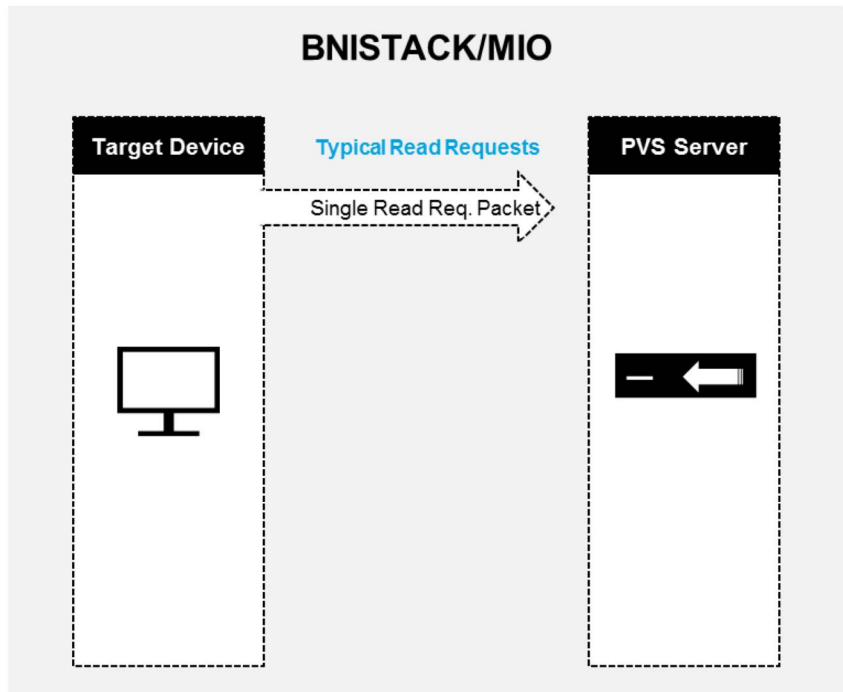 BNISTACK/MIO
Target Device
Typical Read Requests
PVS Server
Single Read Req. Packet